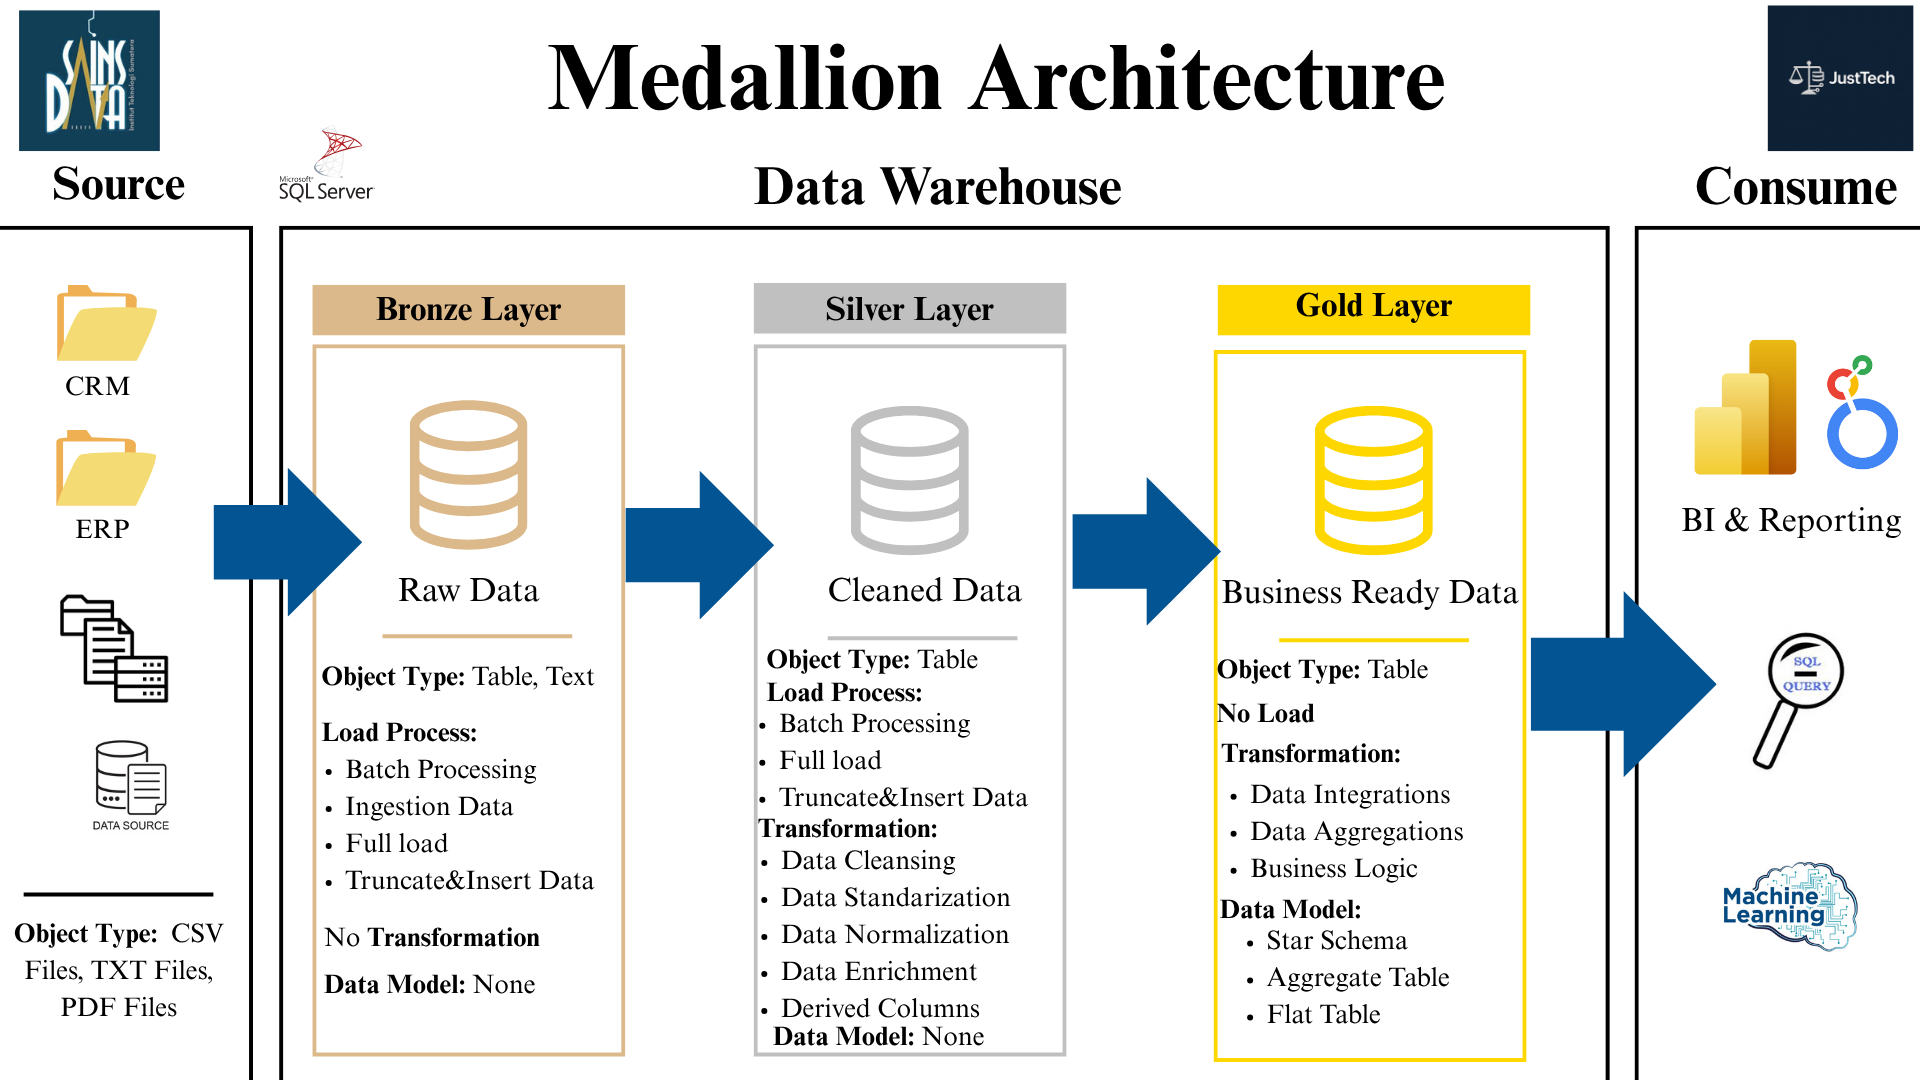 SAINS
DATA
Institut Teknologi Sumatera
Medallion Architecture
JustTech
Source
Microsoft
SQL Server
Data Warehouse
Consume
CRM
ERP
DATA SOURCE
Object Type: CSV
Files, TXT Files,
PDF Files
Bronze Layer
Raw Data
Object Type: Table, Text
Load Process:
• Batch Processing
• Ingestion Data
• Full load
• Truncate&Insert Data
No Transformation
Data Model: None
Silver Layer
Cleaned Data
Object Type: Table
Load Process:
• Batch Processing
• Full load
• Truncate&Insert Data
Transformation:
• Data Cleansing
• Data Standarization
• Data Normalization
• Data Enrichment
• Derived Columns
Data Model: None
Gold Layer
Business Ready Data
Object Type: Table
No Load
Transformation:
• Data Integrations
• Data Aggregations
• Business Logic
Data Model:
• Star Schema
• Aggregate Table
• Flat Table
BI & Reporting
SQL
QUERY
Machine
Learning